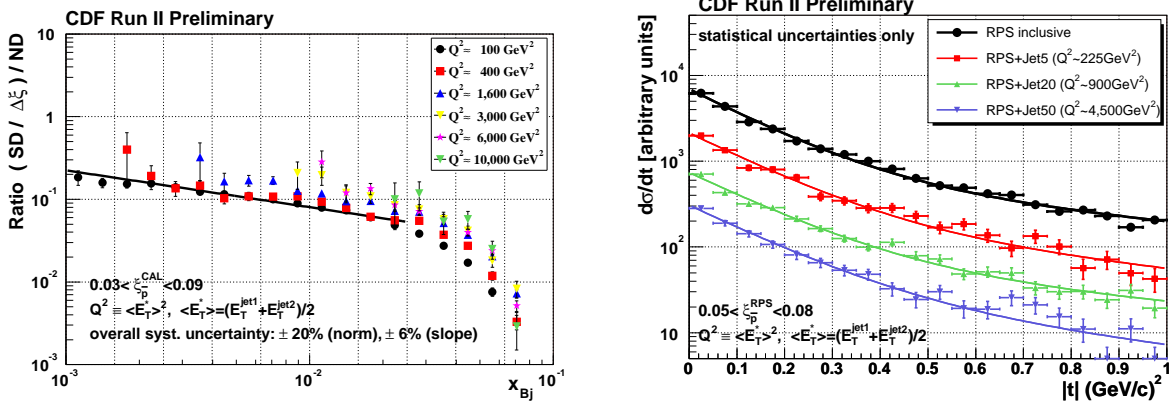 CDF Run II Preliminary
Ratio ( SD / Δξ ) / ND
10
1
10⁻¹
10⁻²
10⁻³
Q²≈ 100 GeV²
Q²≈ 400 GeV²
Q²≈ 1,600 GeV²
Q²≈ 3,000 GeV²
Q²≈ 6,000 GeV²
Q²≈ 10,000 GeV²
0.03< ξ_p̄^CAL <0.09
Q² ≡ <E_T^*>², <E_T^*>=(E_T^jet1+E_T^jet2)/2
overall syst. uncertainty: ± 20% (norm), ± 6% (slope)
10⁻³ 10⁻² 10⁻¹
x_Bj
CDF Run II Preliminary
dσ/dt [arbitrary units]
statistical uncertainties only
RPS inclusive
RPS+Jet5 (Q²~225GeV²)
RPS+Jet20 (Q²~900GeV²)
RPS+Jet50 (Q²~4,500GeV²)
10⁴
10³
10²
10
0.05< ξ_p̄^RPS <0.08
Q² ≡ <E_T^*>², <E_T^*>=(E_T^jet1+E_T^jet2)/2
0 0.1 0.2 0.3 0.4 0.5 0.6 0.7 0.8 0.9 1
|t| (GeV/c)²